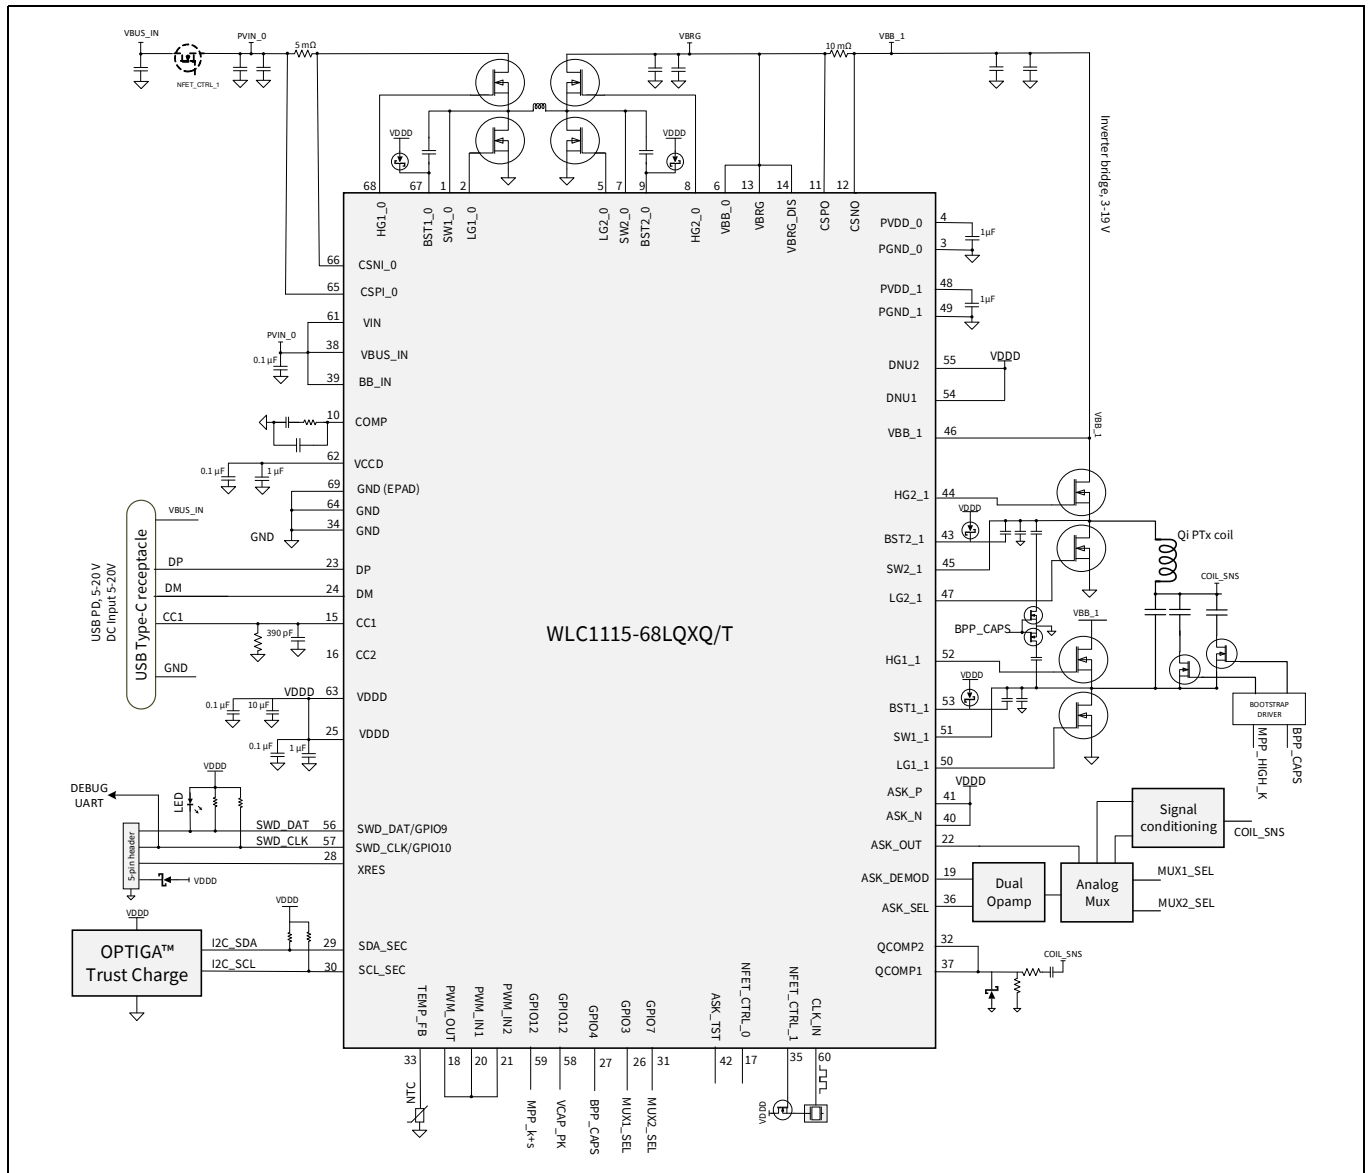 VBUS_IN
PVIN_0
5 mΩ
NFET_CTRL_1
VBRG
10 mΩ
VBB_1
Inverter bridge, 3-19 V
VDDD
VDDD
68
67
1
2
5
7
9
8
6
13
14
11
12
HG1_0
BST1_0
SW1_0
LG1_0
LG2_0
SW2_0
BST2_0
HG2_0
VBB_0
VBRG
VBRG_DIS
CSPO
CSNO
66
CSNI_0
65
CSPI_0
61
VIN
PVIN_0
38
VBUS_IN
0.1 µF
39
BB_IN
10
COMP
62
VCCD
0.1 µF
1 µF
69
GND (EPAD)
64
GND
34
GND
GND
USB PD, 5-20 V
DC Input 5-20V
USB Type-C receptacle
VBUS_IN
DP
23
DP
DM
24
DM
CC1
15
CC1
390 pF
16
CC2
GND
VDDD
63
VDDD
0.1 µF
10 µF
25
VDDD
0.1 µF
1 µF
VDDD
DEBUG
UART
LED
SWD_DAT
56
SWD_DAT/GPIO9
SWD_CLK
57
SWD_CLK/GPIO10
28
XRES
5-pin header
VDDD
VDDD
VDDD
OPTIGA™
Trust Charge
I2C_SDA
29
SDA_SEC
I2C_SCL
30
SCL_SEC
WLC1115-68LQXQ/T
PVDD_0
4
1µF
PGND_0
3
PVDD_1
48
1µF
PGND_1
49
DNU2
55
VDDD
DNU1
54
VBB_1
46
VBB_1
HG2_1
44
VDDD
BST2_1
43
SW2_1
45
LG2_1
47
Qi PTx coil
COIL_SNS
BPP_CAPS
VBB_1
HG1_1
52
VDDD
BST1_1
53
SW1_1
51
LG1_1
50
BOOTSTRAP
DRIVER
MPP_HIGH_K
BPP_CAPS
ASK_P
41
VDDD
ASK_N
40
ASK_OUT
22
Signal
conditioning
COIL_SNS
ASK_DEMOD
19
ASK_SEL
36
Dual
Opamp
Analog
Mux
MUX1_SEL
MUX2_SEL
QCOMP2
32
QCOMP1
37
COIL_SNS
TEMP_FB
PWM_OUT
PWM_IN1
PWM_IN2
GPIO12
GPIO12
GPIO4
GPIO3
GPIO7
ASK_TST
NFET_CTRL_0
NFET_CTRL_1
CLK_IN
33
18
20
21
59
58
27
26
31
42
17
35
60
NTC
MPP_k+s
VCAP_PK
BPP_CAPS
MUX1_SEL
MUX2_SEL
VDDD